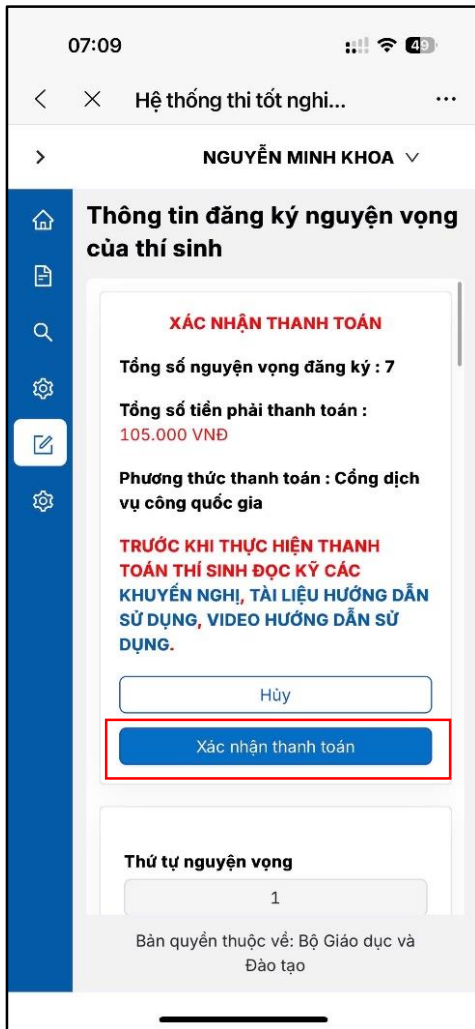 07:09
49
Hệ thống thi tốt nghi...
NGUYỄN MINH KHOA
Thông tin đăng ký nguyện vọng
của thí sinh
XÁC NHẬN THANH TOÁN
Tổng số nguyện vọng đăng ký : 7
Tổng số tiền phải thanh toán :
105.000 VNĐ
Phương thức thanh toán : Cổng dịch
vụ công quốc gia
TRƯỚC KHI THỰC HIỆN THANH
TOÁN THÍ SINH ĐỌC KỸ CÁC
KHUYẾN NGHỊ, TÀI LIỆU HƯỚNG DẪN
SỬ DỤNG, VIDEO HƯỚNG DẪN SỬ
DỤNG.
Hủy
Xác nhận thanh toán
Thứ tự nguyện vọng
1
Bản quyền thuộc về: Bộ Giáo dục và
Đào tạo